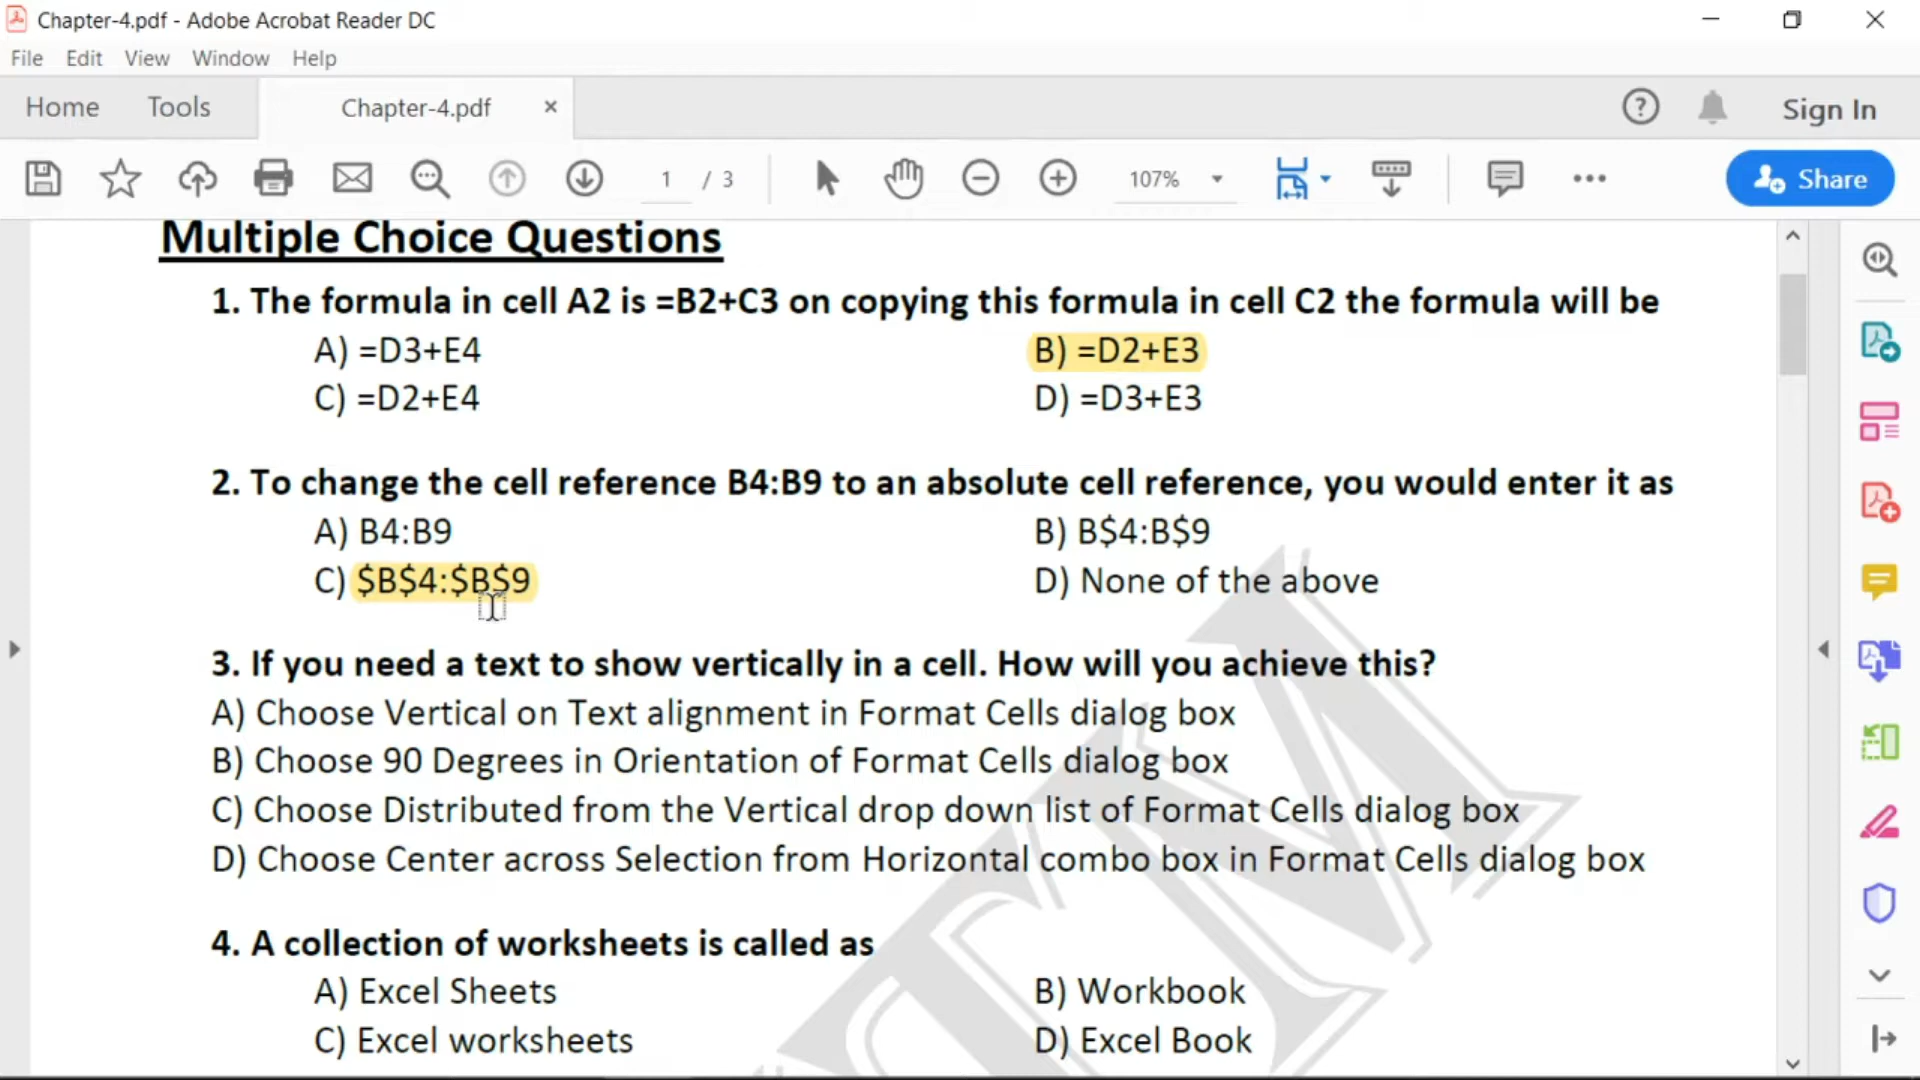 Chapter-4.pdf - Adobe Acrobat Reader DC
File Edit View Window Help
Home Tools Chapter-4.pdf × Sign In
1 / 3 107% Share
Multiple Choice Questions
1. The formula in cell A2 is =B2+C3 on copying this formula in cell C2 the formula will be
A) =D3+E4 B) =D2+E3
C) =D2+E4 D) =D3+E3
2. To change the cell reference B4:B9 to an absolute cell reference, you would enter it as
A) B4:B9 B) B$4:B$9
C) $B$4:$B$9 D) None of the above
3. If you need a text to show vertically in a cell. How will you achieve this?
A) Choose Vertical on Text alignment in Format Cells dialog box
B) Choose 90 Degrees in Orientation of Format Cells dialog box
C) Choose Distributed from the Vertical drop down list of Format Cells dialog box
D) Choose Center across Selection from Horizontal combo box in Format Cells dialog box
4. A collection of worksheets is called as
A) Excel Sheets B) Workbook
C) Excel worksheets D) Excel Book